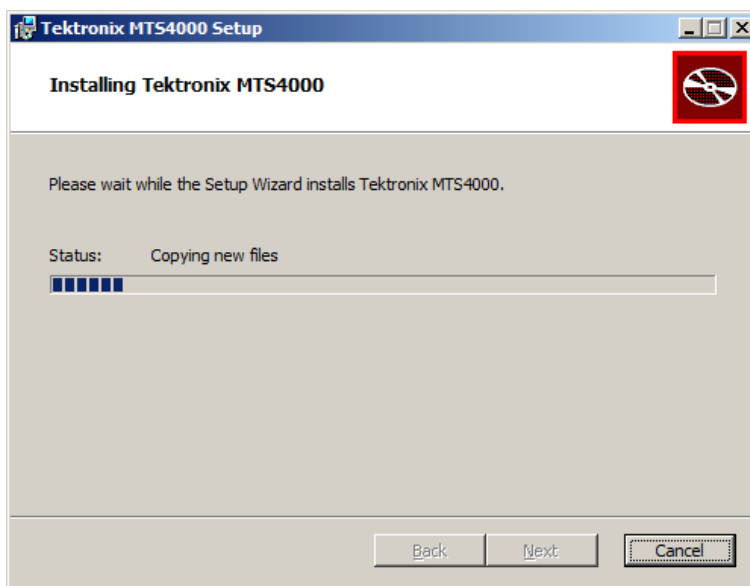 Tektronix MTS4000 Setup
Installing Tektronix MTS4000
Please wait while the Setup Wizard installs Tektronix MTS4000.
Status: Copying new files
Back Next Cancel